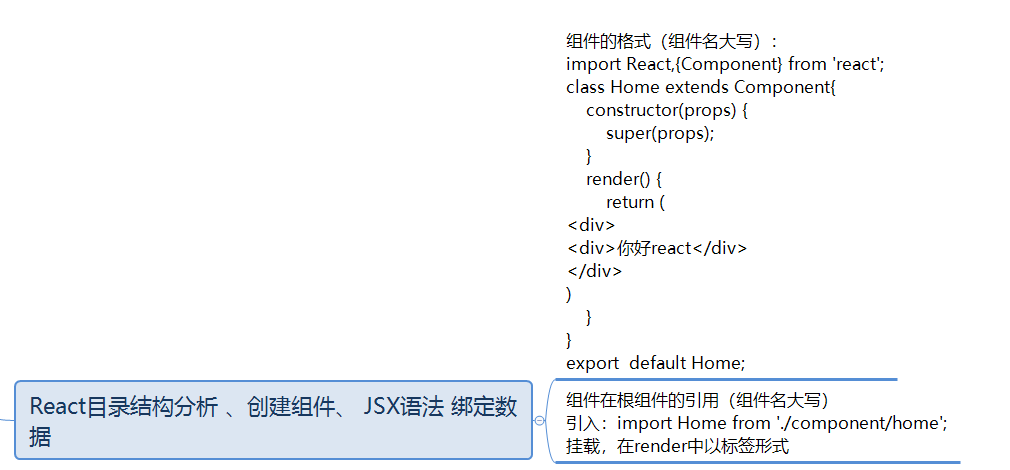 组件的格式（组件名大写）：
import React,{Component} from 'react';
class Home extends Component{
    constructor(props) {
        super(props);
    }
    render() {
        return (
<div>
<div>你好react</div>
</div>
)
    }
}
export  default Home;
React目录结构分析 、创建组件、 JSX语法 绑定数
据
组件在根组件的引用（组件名大写）
引入：import Home from './component/home';
挂载，在render中以标签形式